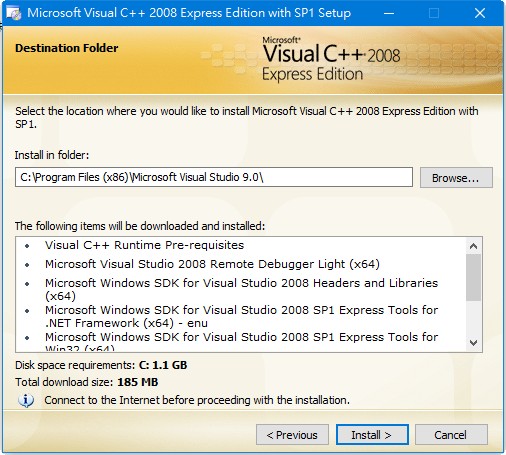 Microsoft Visual C++ 2008 Express Edition with SP1 Setup
Destination Folder
Microsoft®
Visual C++ 2008
Express Edition
Select the location where you would like to install Microsoft Visual C++ 2008 Express Edition with
SP1.
Install in folder:
C:\Program Files (x86)\Microsoft Visual Studio 9.0\
Browse...
The following items will be downloaded and installed:
• Visual C++ Runtime Pre-requisites
• Microsoft Visual Studio 2008 Remote Debugger Light (x64)
• Microsoft Windows SDK for Visual Studio 2008 Headers and Libraries
(x64)
• Microsoft Windows SDK for Visual Studio 2008 SP1 Express Tools for
.NET Framework (x64) - enu
• Microsoft Windows SDK for Visual Studio 2008 SP1 Express Tools for
Win32 (x64)
Disk space requirements: C: 1.1 GB
Total download size: 185 MB
Connect to the Internet before proceeding with the installation.
< Previous
Install >
Cancel